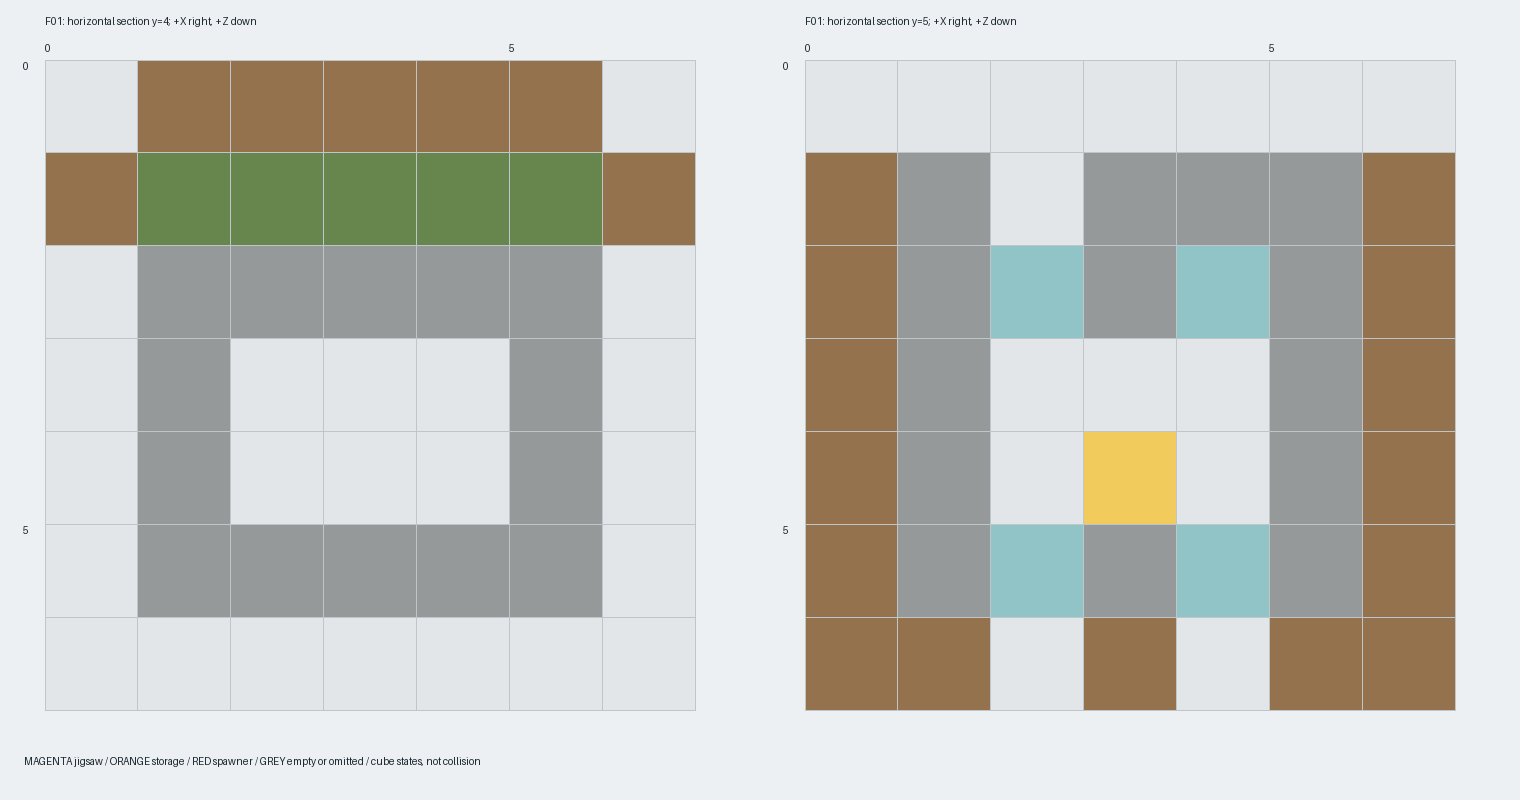 F01: horizontal section y=4; +X right, +Z down
F01: horizontal section y=5; +X right, +Z down
0 5
0 5
0
0
5
5
MAGENTA jigsaw / ORANGE storage / RED spawner / GREY empty or omitted / cube states, not collision